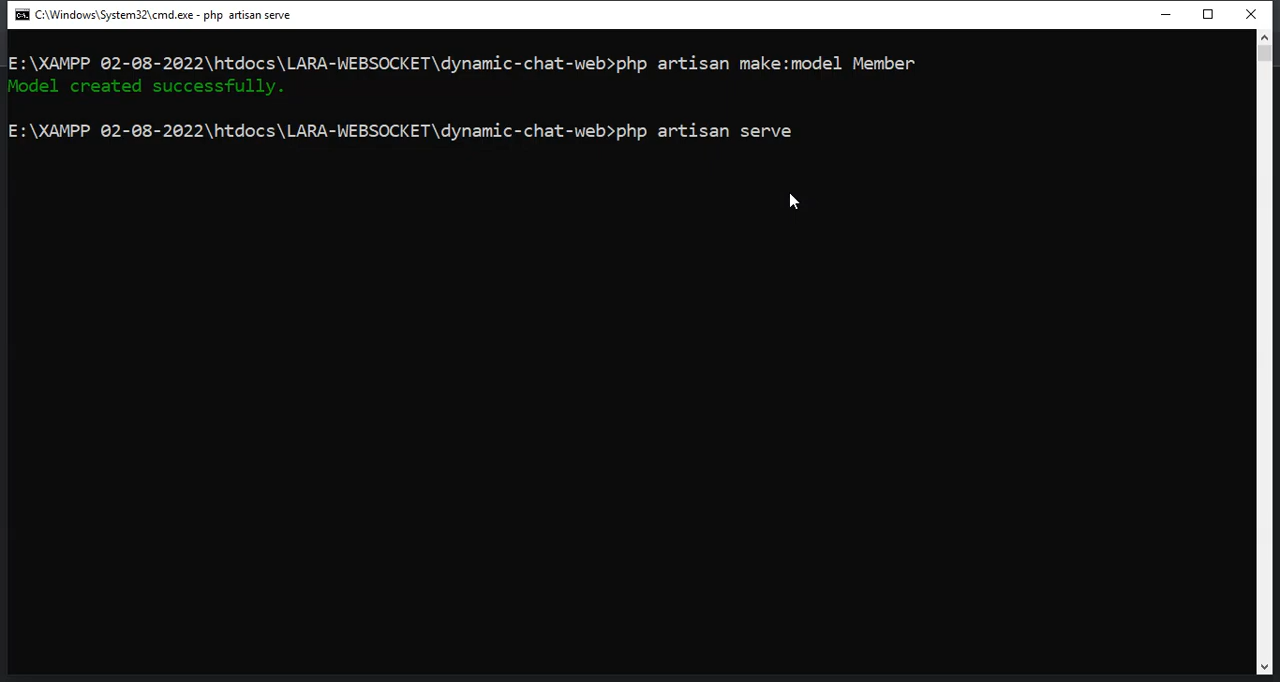 C:\Windows\System32\cmd.exe - php  artisan serve
E:\XAMPP 02-08-2022\htdocs\LARA-WEBSOCKET\dynamic-chat-web>php artisan make:model Member
Model created successfully.
E:\XAMPP 02-08-2022\htdocs\LARA-WEBSOCKET\dynamic-chat-web>php artisan serve